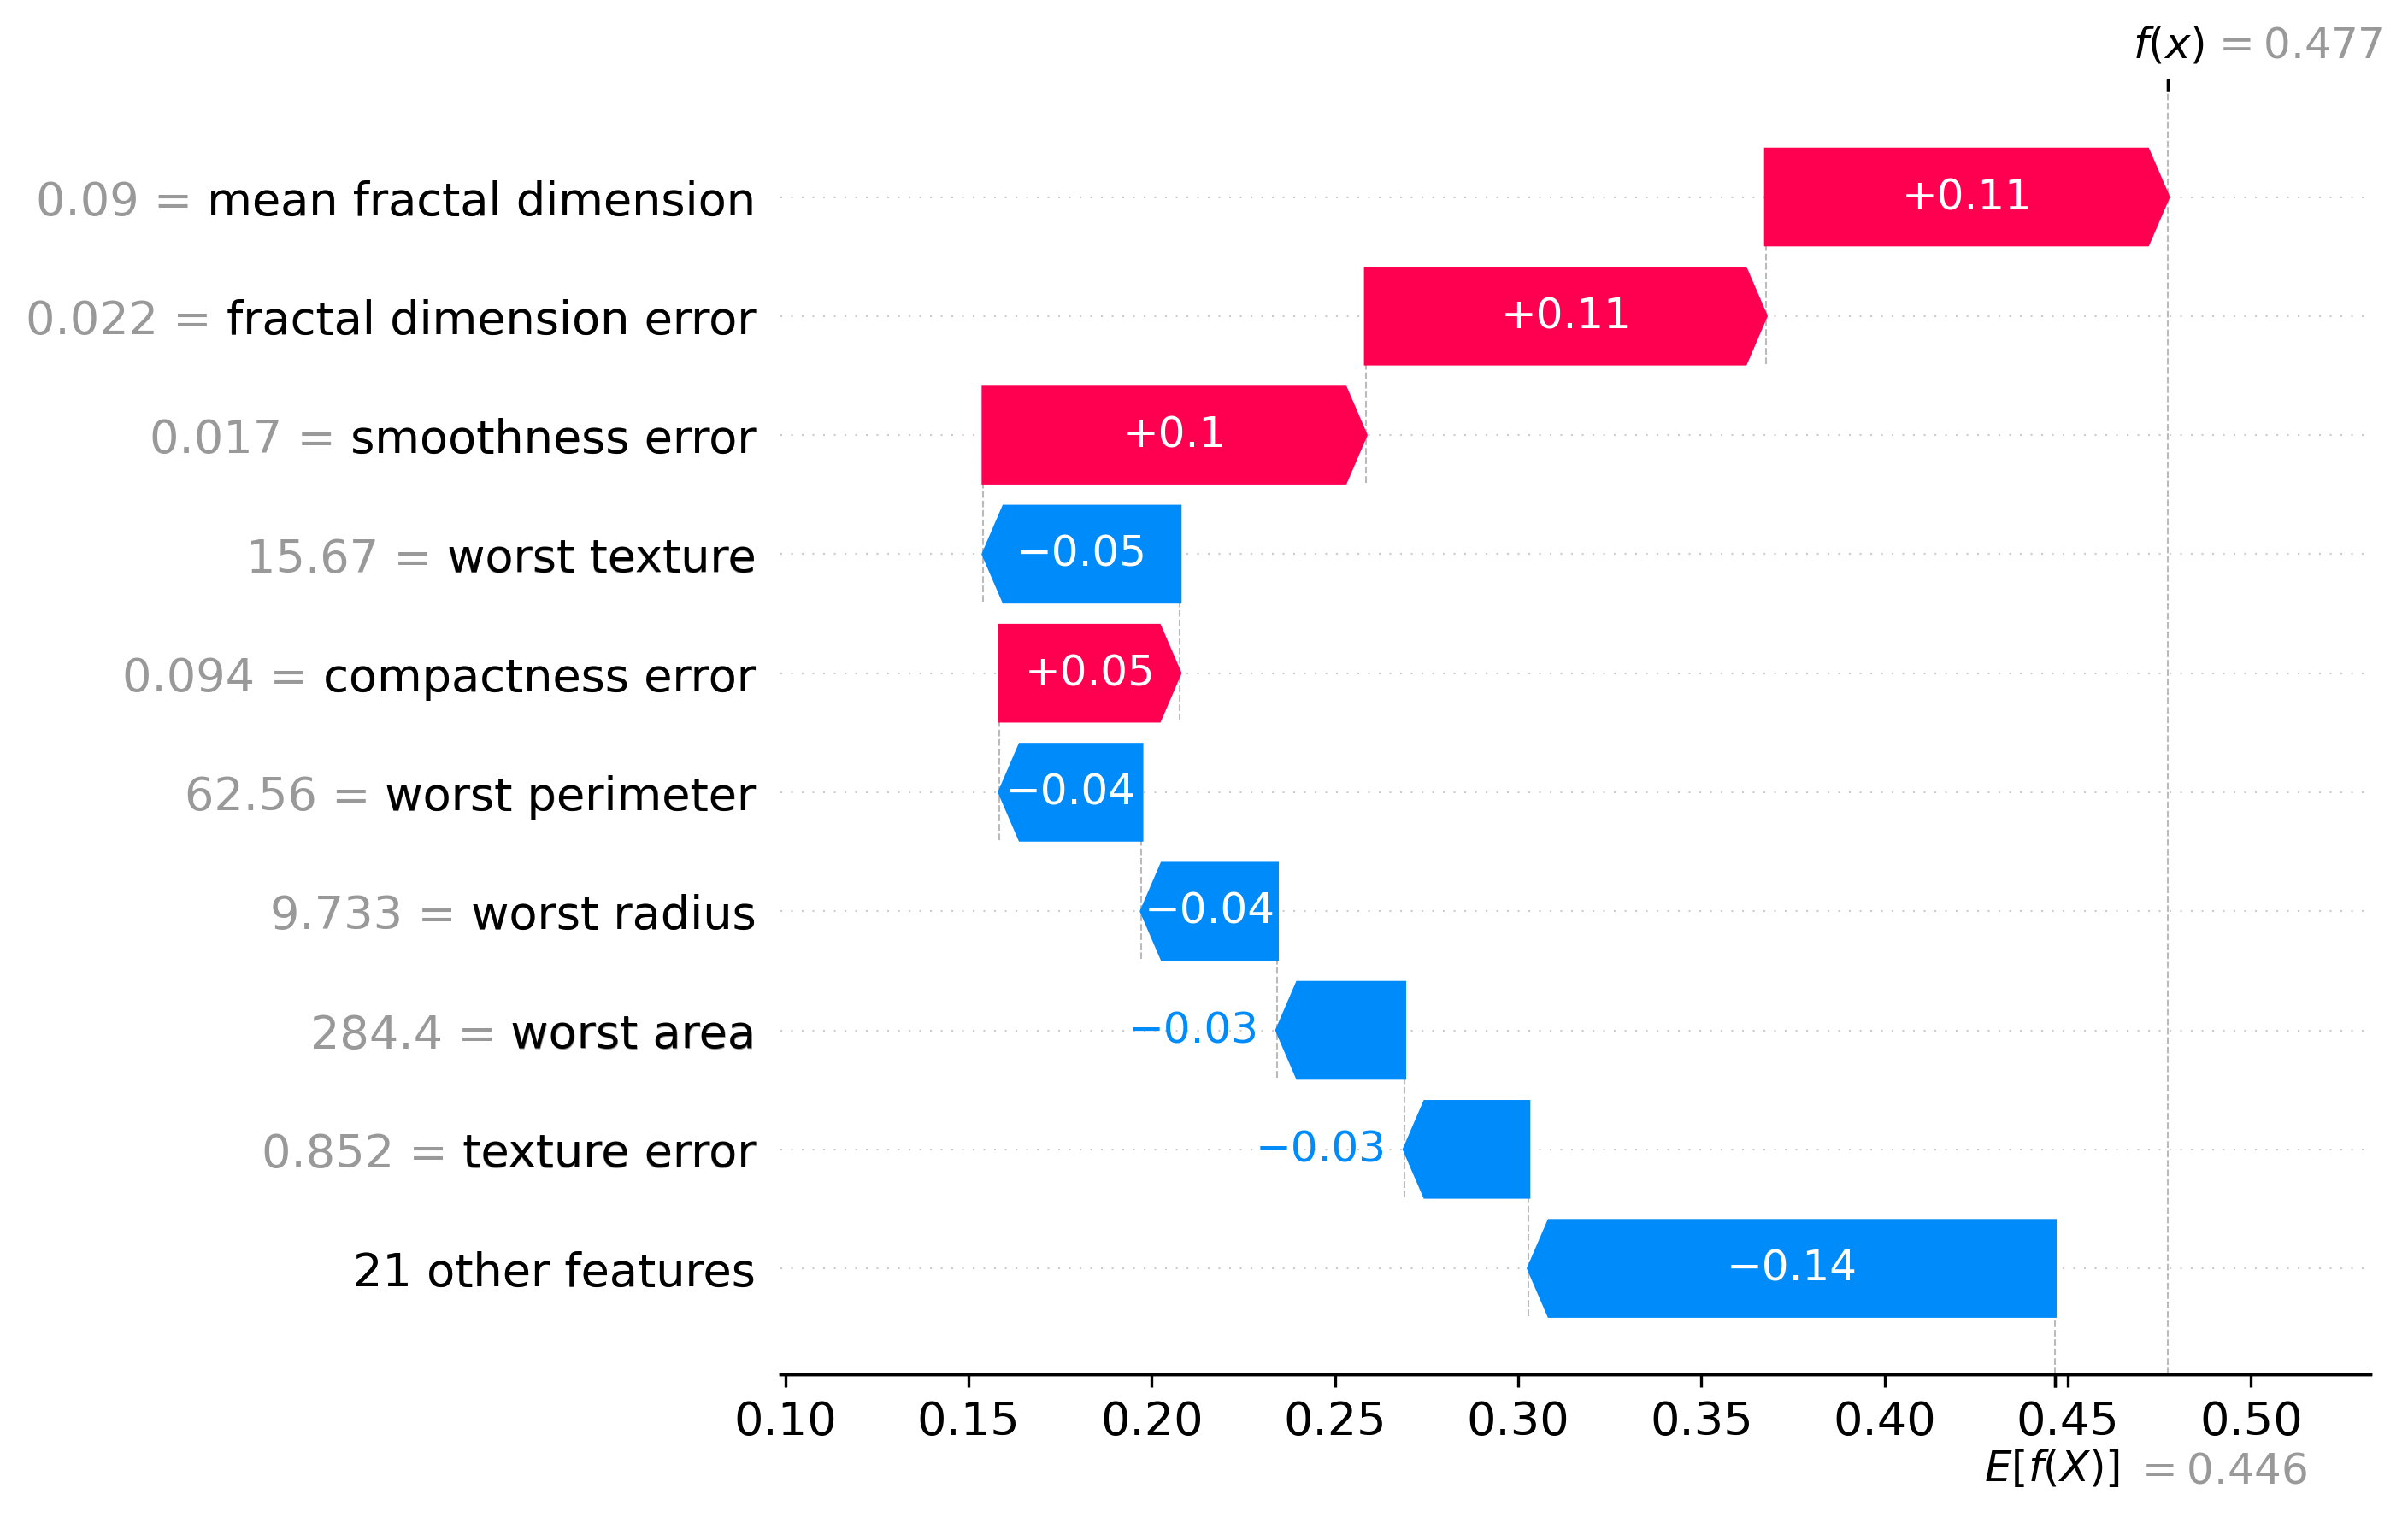 f(x) = 0.477
0.09 = mean fractal dimension +0.11
0.022 = fractal dimension error +0.11
0.017 = smoothness error +0.1
15.67 = worst texture −0.05
0.094 = compactness error +0.05
62.56 = worst perimeter −0.04
9.733 = worst radius −0.04
284.4 = worst area −0.03
0.852 = texture error −0.03
21 other features −0.14
0.10 0.15 0.20 0.25 0.30 0.35 0.40 0.45 0.50
E[f(X)] = 0.446